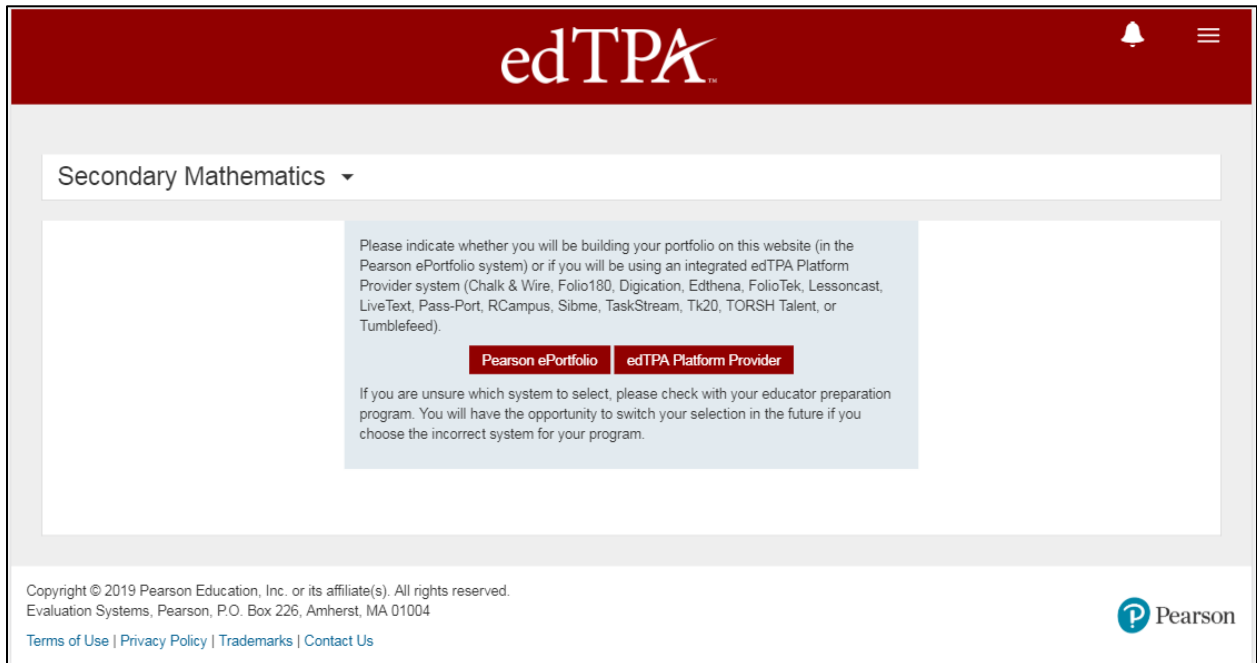 edTPA™
Secondary Mathematics
Please indicate whether you will be building your portfolio on this website (in the
Pearson ePortfolio system) or if you will be using an integrated edTPA Platform
Provider system (Chalk & Wire, Folio180, Digication, Edthena, FolioTek, Lessoncast,
LiveText, Pass-Port, RCampus, Sibme, TaskStream, Tk20, TORSH Talent, or
Tumblefeed).
Pearson ePortfolio edTPA Platform Provider
If you are unsure which system to select, please check with your educator preparation
program. You will have the opportunity to switch your selection in the future if you
choose the incorrect system for your program.
Copyright © 2019 Pearson Education, Inc. or its affiliate(s). All rights reserved.
Evaluation Systems, Pearson, P.O. Box 226, Amherst, MA 01004
Terms of Use | Privacy Policy | Trademarks | Contact Us
P Pearson